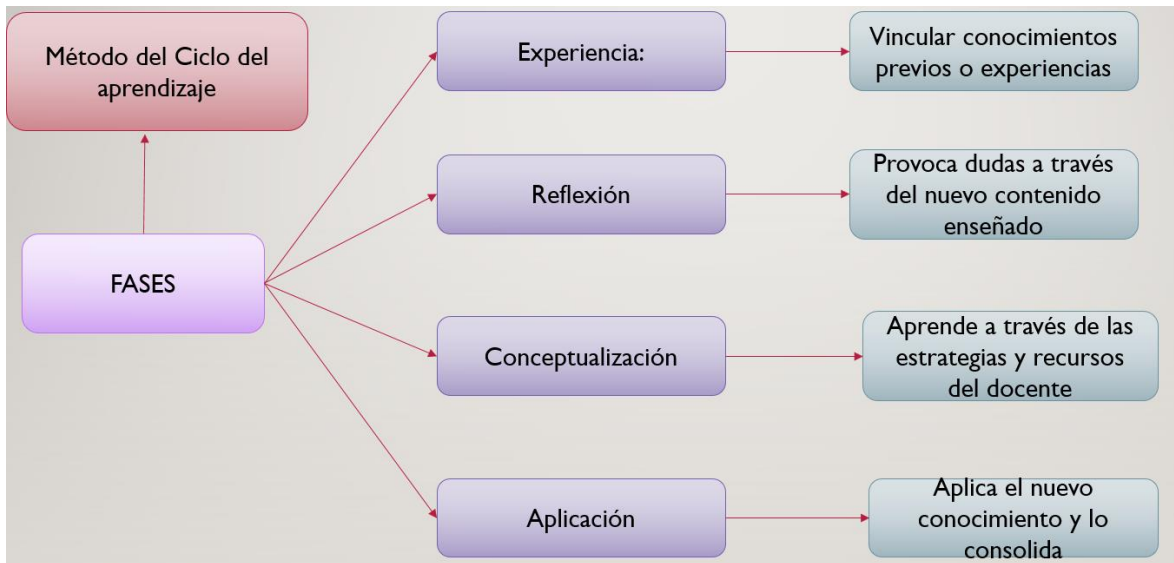 Método del Ciclo del
aprendizaje
FASES
Experiencia:
Vincular conocimientos
previos o experiencias
Reflexión
Provoca dudas a través
del nuevo contenido
enseñado
Conceptualización
Aprende a través de las
estrategias y recursos
del docente
Aplicación
Aplica el nuevo
conocimiento y lo
consolida